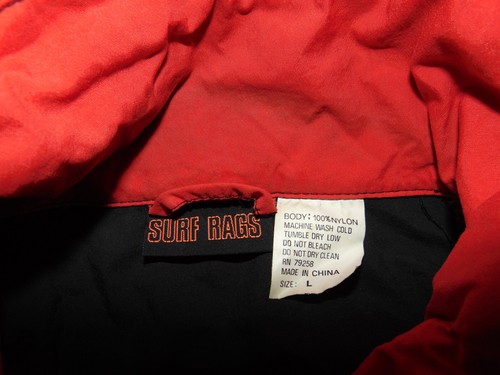 SURF RAGS
BODY: 100% NYLON
MACHINE WASH COLD
TUMBLE DRY LOW
DO NOT BLEACH
DO NOT DRY CLEAN
RN 79258
MADE IN CHINA
SIZE: L